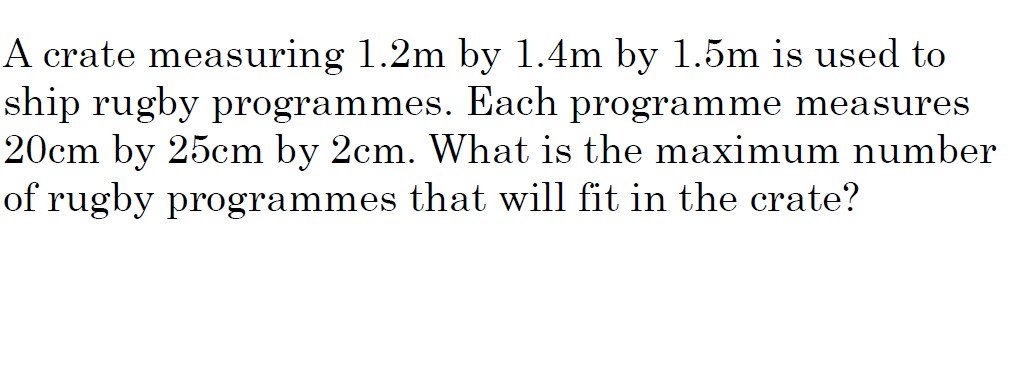 A crate measuring 1.2m by 1.4m by 1.5m is used to
ship rugby programmes. Each programme measures
20cm by 25cm by 2cm. What is the maximum number
of rugby programmes that will fit in the crate?